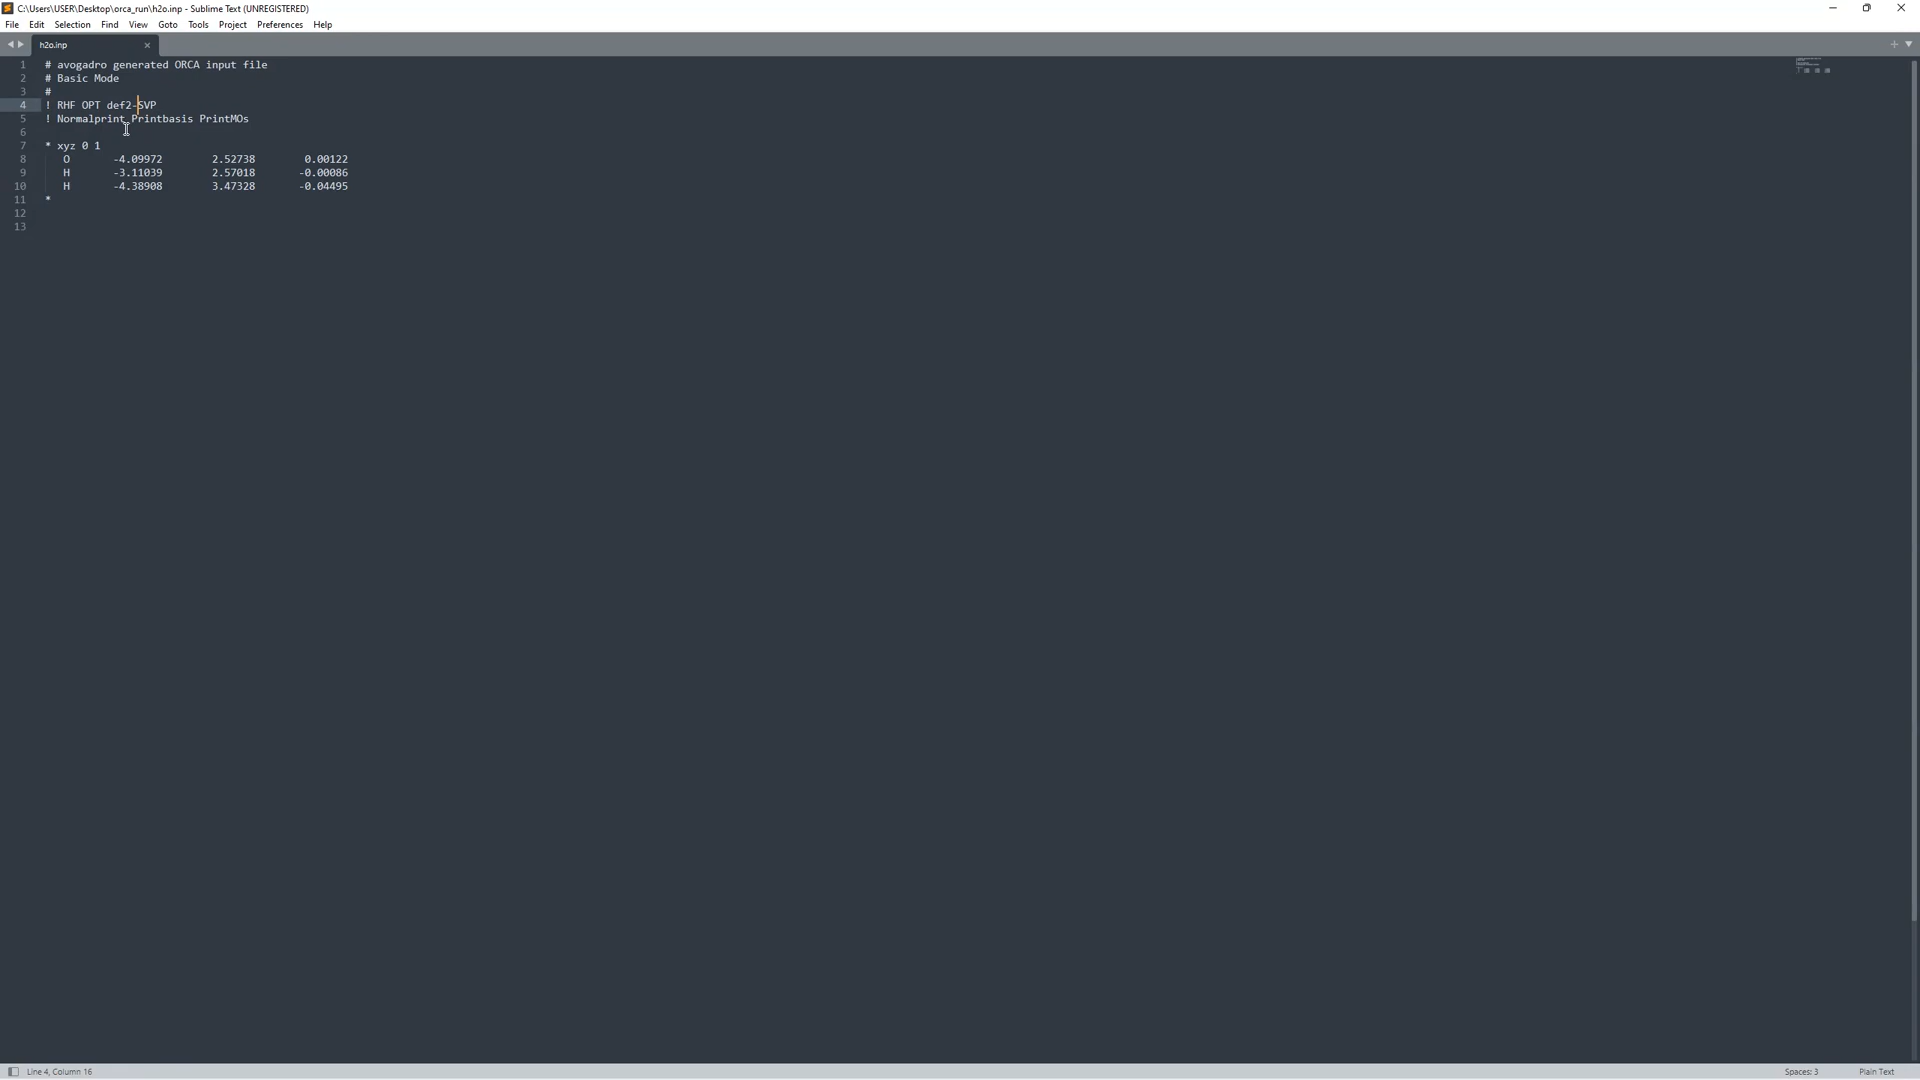 C:\Users\USER\Desktop\orca_run\h2o.inp - Sublime Text (UNREGISTERED)
File Edit Selection Find View Goto Tools Project Preferences Help
h2o.inp
1 # avogadro generated ORCA input file
2 # Basic Mode
3 #
4 ! RHF OPT def2-SVP
5 ! Normalprint Printbasis PrintMOs
6
7 * xyz 0 1
8 O -4.09972 2.52738 0.00122
9 H -3.11039 2.57018 -0.00086
10 H -4.38908 3.47328 -0.04495
11 *
12
13
Line 4, Column 16 Spaces: 3 Plain Text